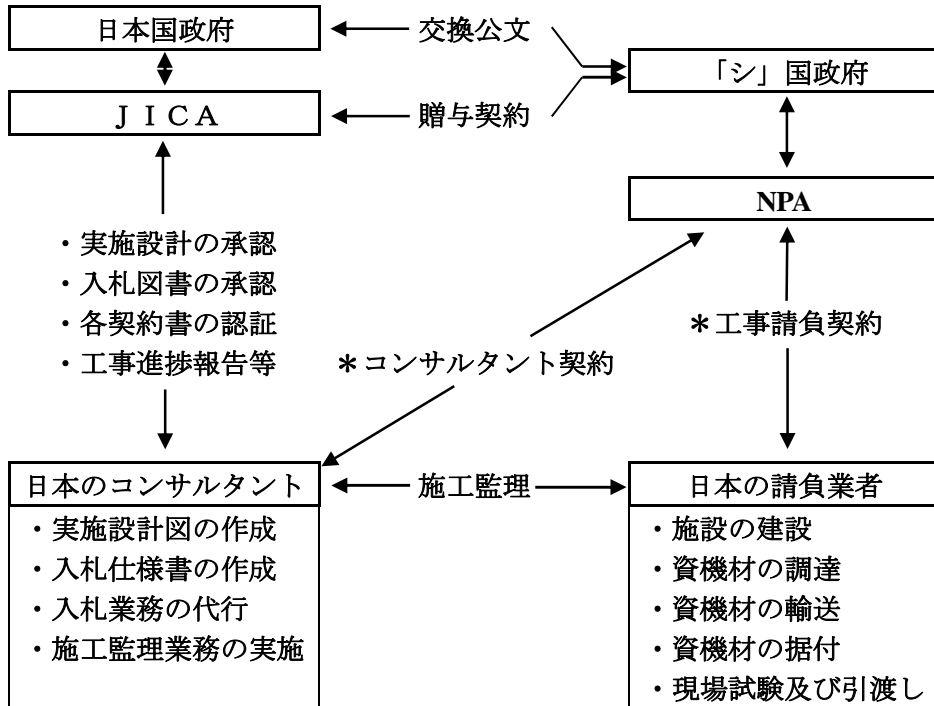 日本国政府
交換公文
「シ」国政府
ＪＩＣＡ
贈与契約
NPA
・実施設計の承認
・入札図書の承認
・各契約書の認証
・工事進捗報告等
＊工事請負契約
＊コンサルタント契約
日本のコンサルタント
施工監理
日本の請負業者
・実施設計図の作成
・入札仕様書の作成
・入札業務の代行
・施工監理業務の実施
・施設の建設
・資機材の調達
・資機材の輸送
・資機材の据付
・現場試験及び引渡し